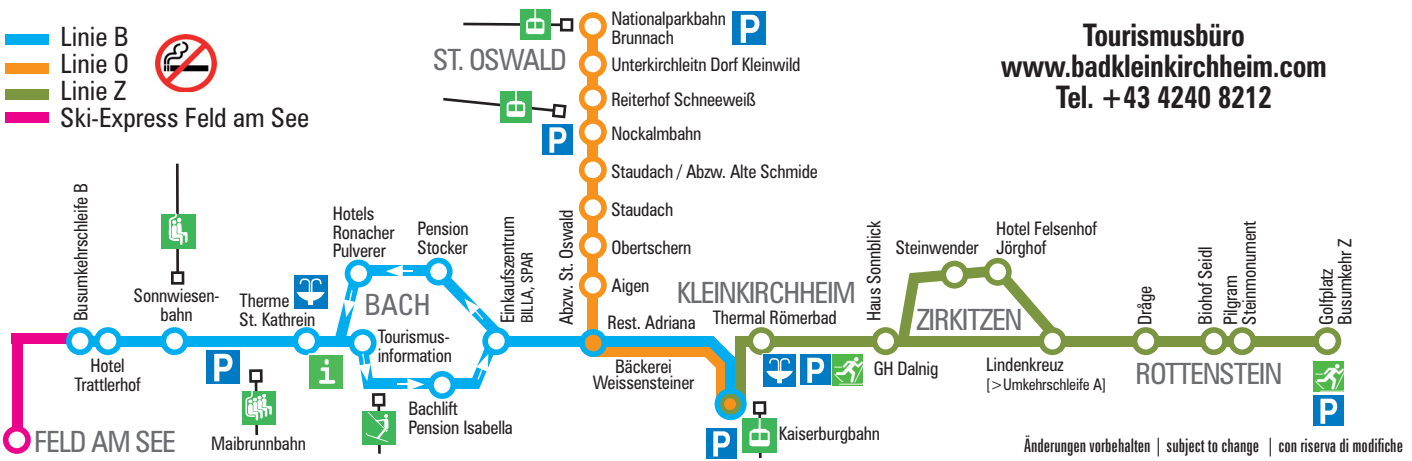 Linie B
Linie O
Linie Z
Ski-Express Feld am See
ST. OSWALD
Nationalparkbahn
Brunnach
P
Unterkirchleitn Dorf Kleinwild
Reiterhof Schneeweiß
P
Nockalmbahn
Staudach / Abzw. Alte Schmide
Staudach
Obertschern
Aigen
Tourismusbüro
www.badkleinkirchheim.com
Tel. +43 4240 8212
Busumkehrschleife B
Hotel
Trattlerhof
Sonnwiesen-
bahn
P
Maibrunnbahn
Therme
St. Kathrein
i
Hotels
Ronacher
Pulverer
Pension
Stocker
BACH
Tourismus-
information
Bachlift
Pension Isabella
Einkaufszentrum
BILLA, SPAR
Abzw. St. Oswald
Rest. Adriana
Bäckerei
Weissensteiner
P
Kaiserburgbahn
KLEINKIRCHHEIM
Thermal Römerbad
P
Haus Sonnblick
GH Dalnig
Steinwender
Hotel Felsenhof
Jörghof
ZIRKITZEN
Lindenkreuz
[>Umkehrschleife A]
Dräge
Biohof Seidl
Pilgram
Steinmonument
ROTTENSTEIN
Golfplatz
Busumkehr Z
P
FELD AM SEE
Änderungen vorbehalten | subject to change | con riserva di modifiche